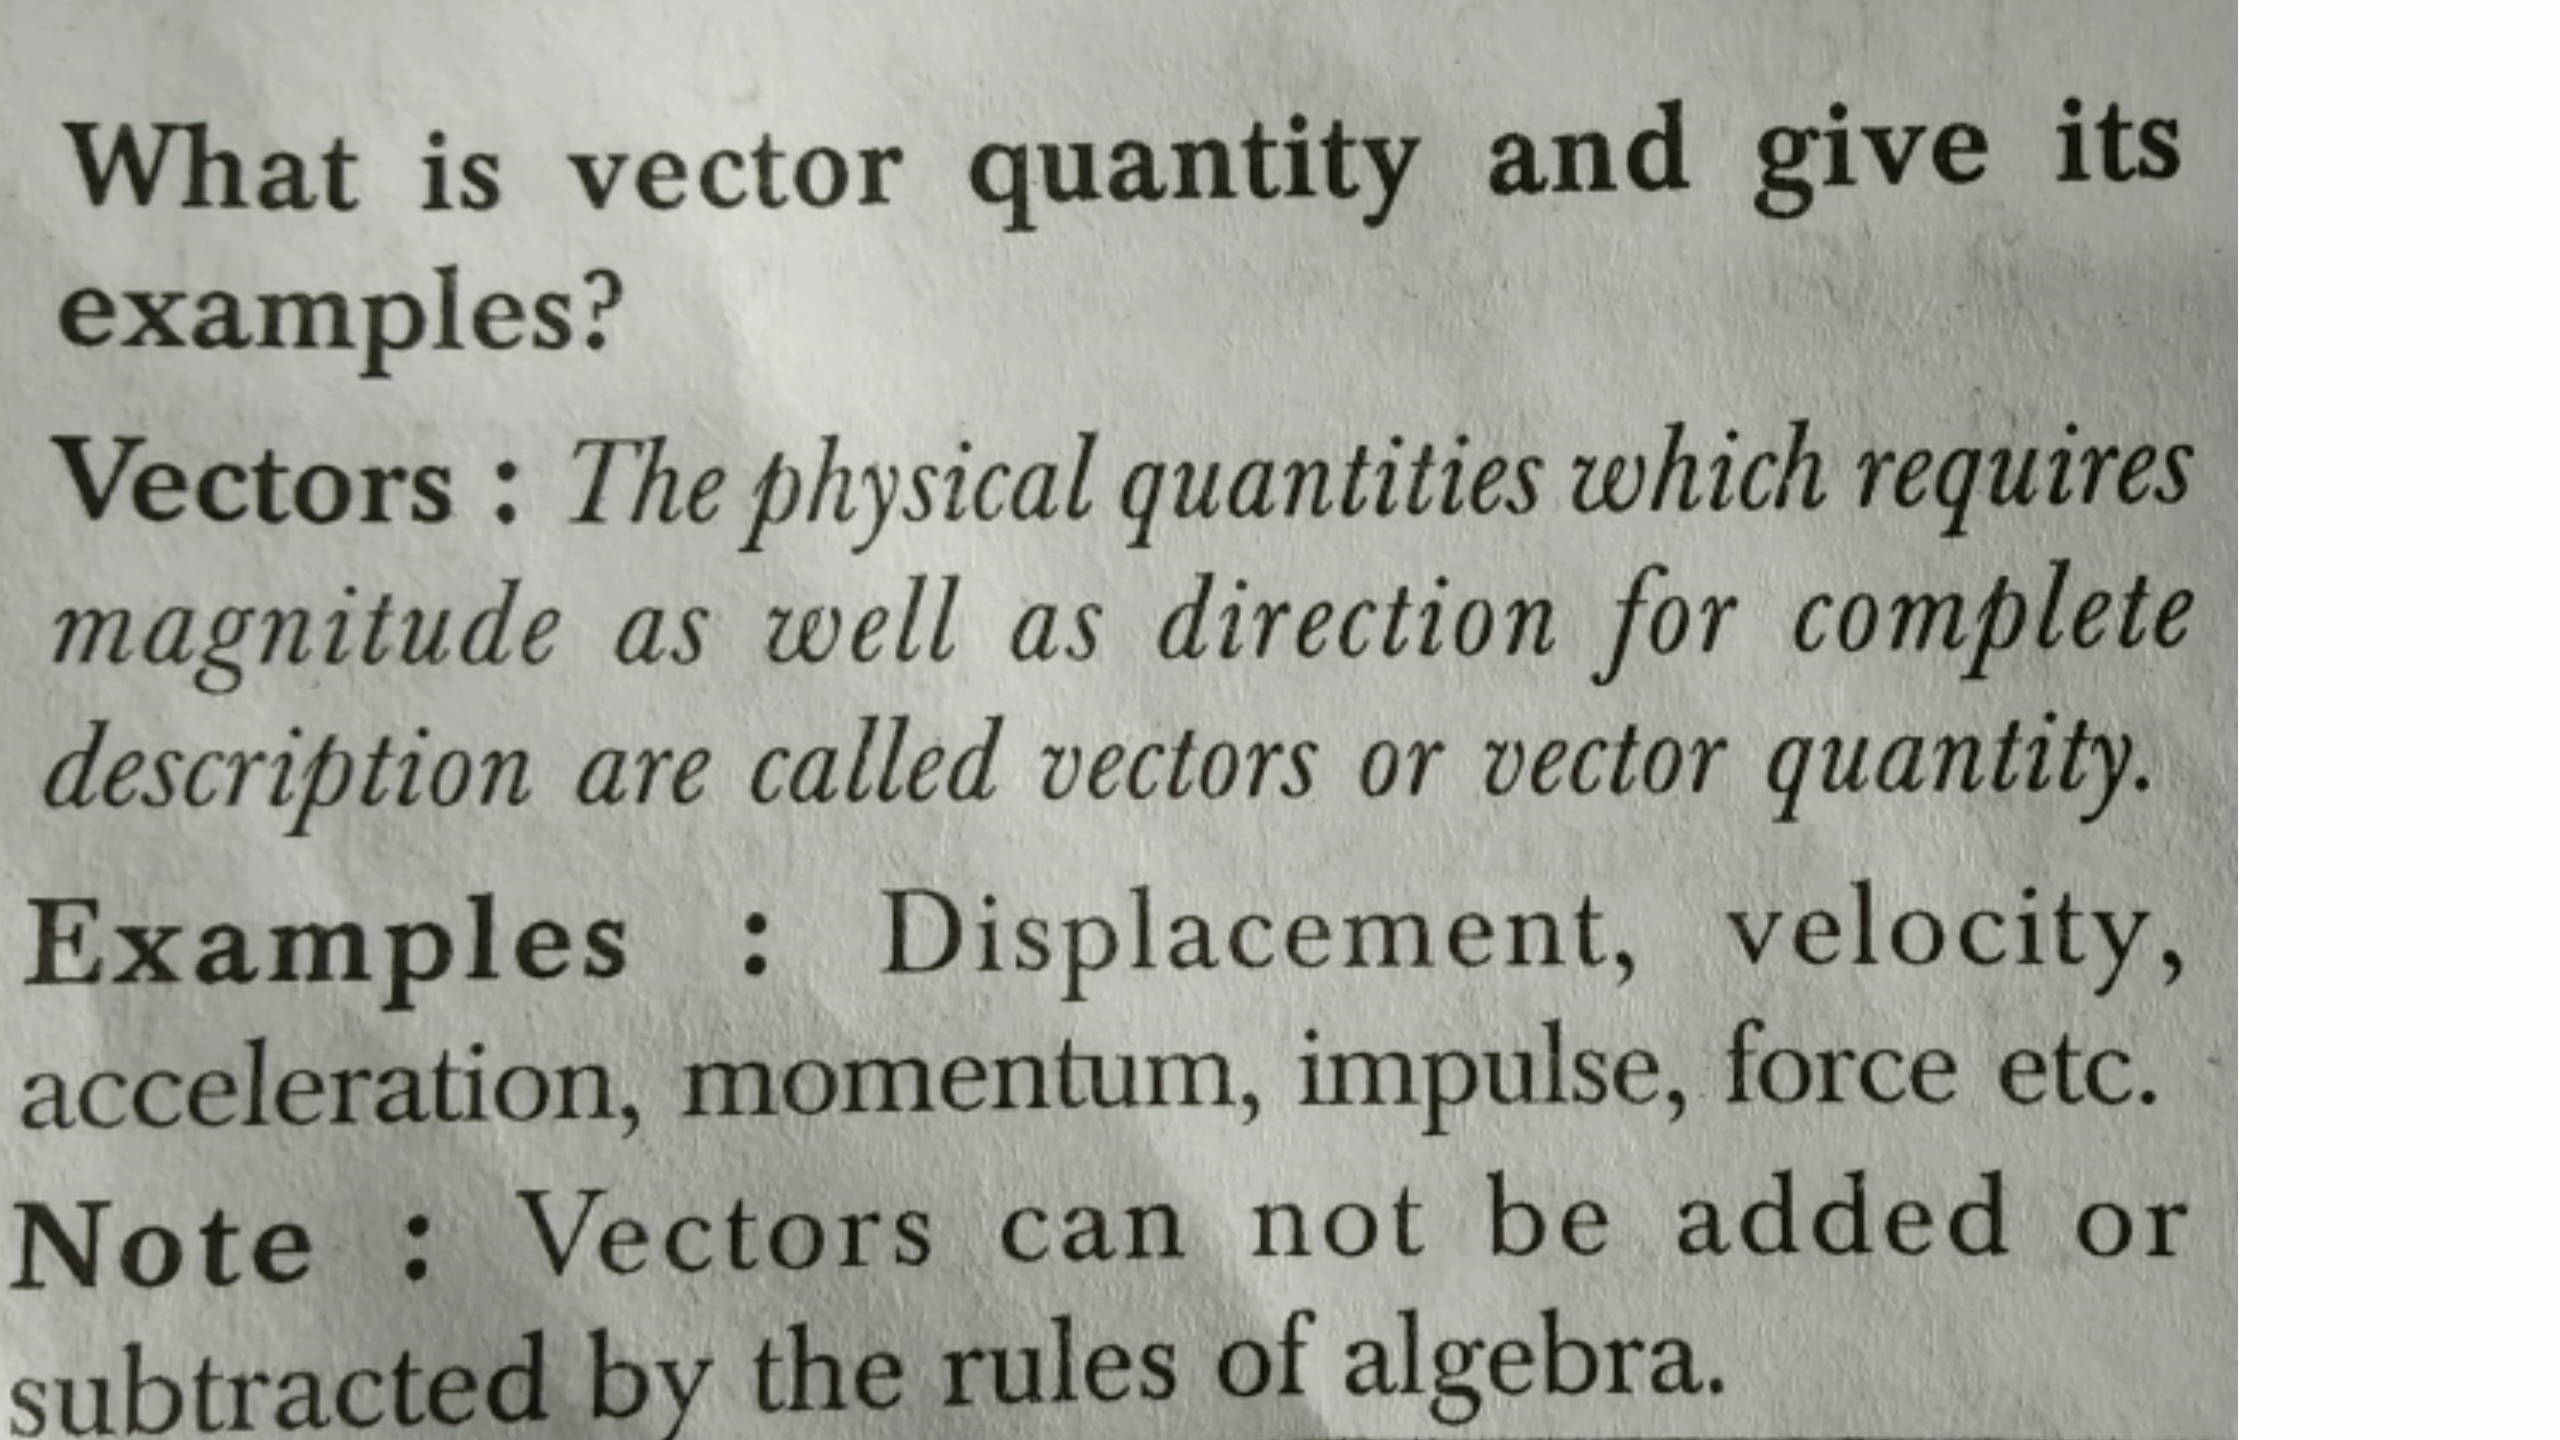 What is vector quantity and give its
examples?
Vectors : The physical quantities which requires
magnitude as well as direction for complete
description are called vectors or vector quantity.
Examples : Displacement, velocity,
acceleration, momentum, impulse, force etc.
Note : Vectors can not be added or
subtracted by the rules of algebra.